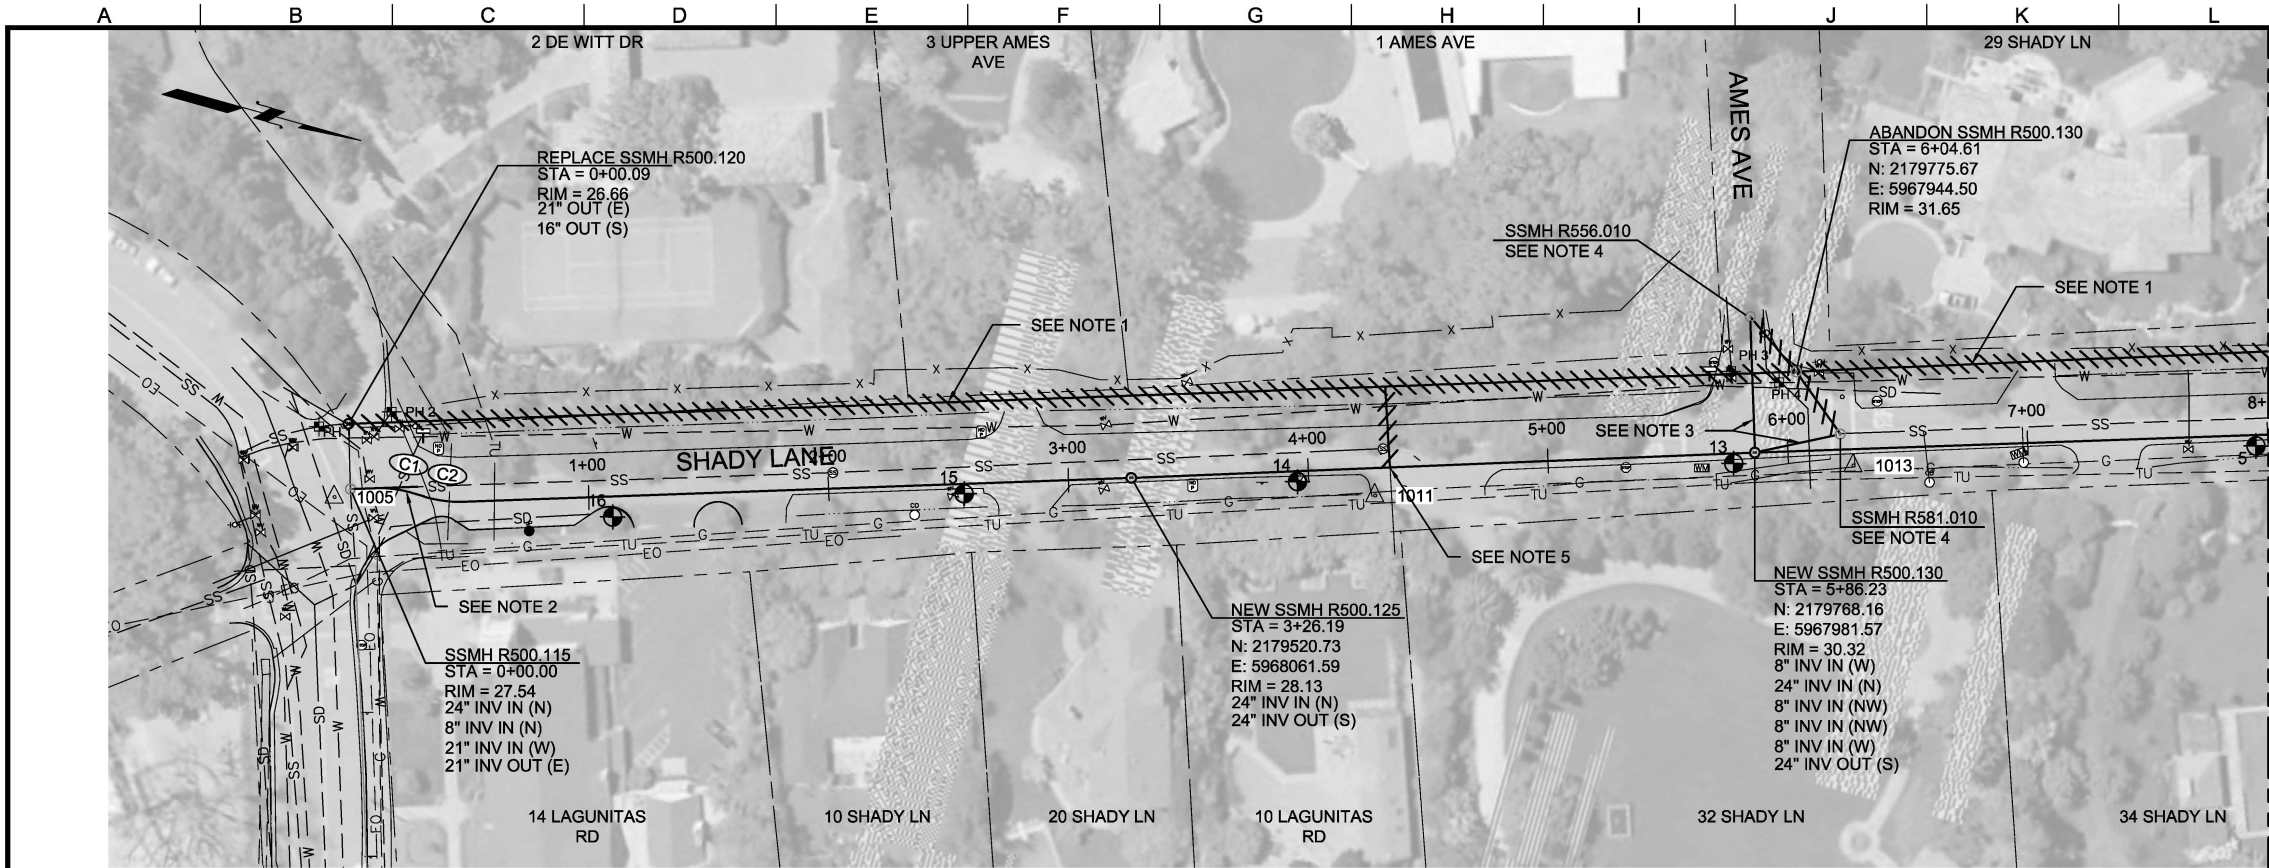 A B C D E F G H I J K L
2 DE WITT DR
3 UPPER AMES
AVE
1 AMES AVE
29 SHADY LN
AMES AVE
REPLACE SSMH R500.120
STA = 0+00.09
RIM = 26.66
21" OUT (E)
16" OUT (S)
ABANDON SSMH R500.130
STA = 6+04.61
N: 2179775.67
E: 5967944.50
RIM = 31.65
SSMH R556.010
SEE NOTE 4
SEE NOTE 1
SEE NOTE 1
PH 2
PH 3
PH 4
C1
C2
SHADY LANE
1+00
3+00
4+00
5+00
6+00
7+00
8+
SEE NOTE 3
16
15
14
13
5
1005
1011
1013
SEE NOTE 5
SEE NOTE 2
SSMH R581.010
SEE NOTE 4
SSMH R500.115
STA = 0+00.00
RIM = 27.54
24" INV IN (N)
8" INV IN (N)
21" INV IN (W)
21" INV OUT (E)
NEW SSMH R500.125
STA = 3+26.19
N: 2179520.73
E: 5968061.59
RIM = 28.13
24" INV IN (N)
24" INV OUT (S)
NEW SSMH R500.130
STA = 5+86.23
N: 2179768.16
E: 5967981.57
RIM = 30.32
8" INV IN (W)
24" INV IN (N)
8" INV IN (NW)
8" INV IN (NW)
8" INV IN (W)
24" INV OUT (S)
14 LAGUNITAS
RD
10 SHADY LN
20 SHADY LN
10 LAGUNITAS
RD
32 SHADY LN
34 SHADY LN